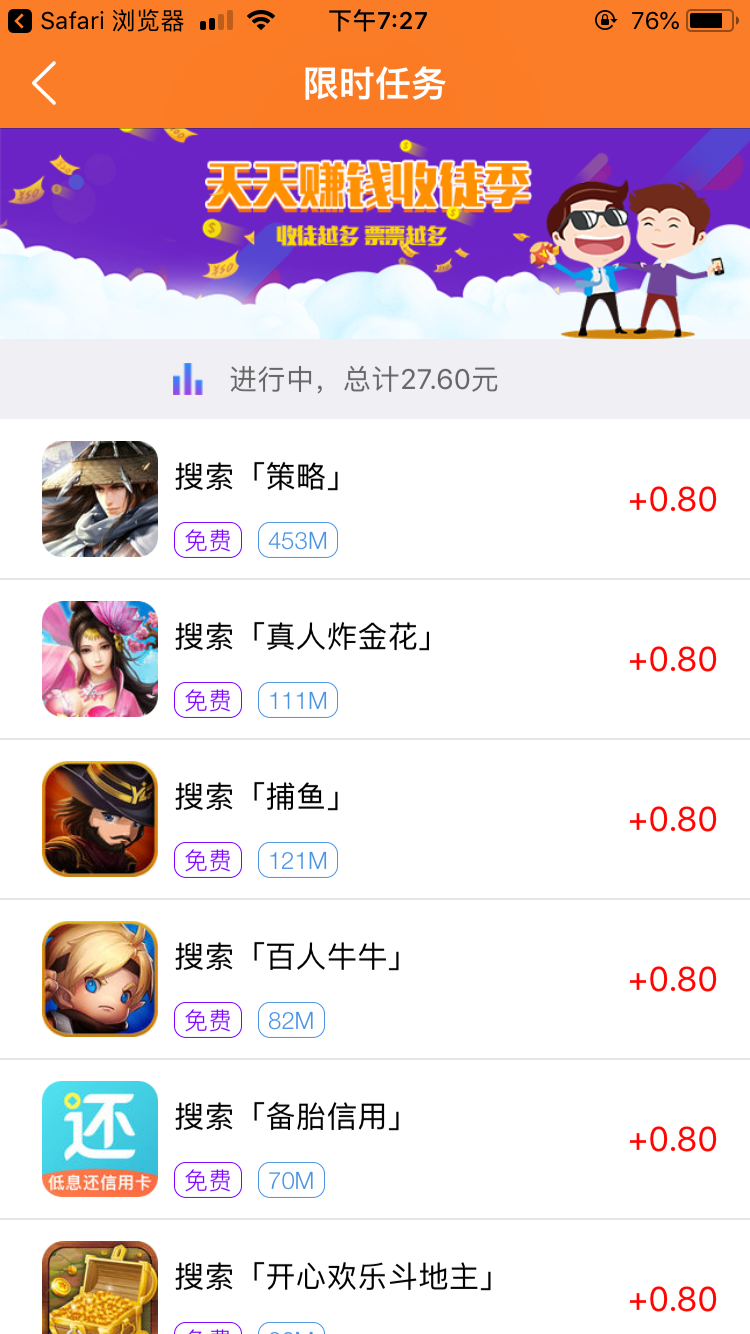 Safari 浏览器 下午7:27 76%
限时任务
天天赚钱收徒季
收徒越多 票票越多
进行中，总计27.60元
搜索「策略」
+0.80
免费 453M
搜索「真人炸金花」
+0.80
免费 111M
搜索「捕鱼」
+0.80
免费 121M
搜索「百人牛牛」
+0.80
免费 82M
还
低息还信用卡
搜索「备胎信用」
+0.80
免费 70M
搜索「开心欢乐斗地主」
+0.80
免费